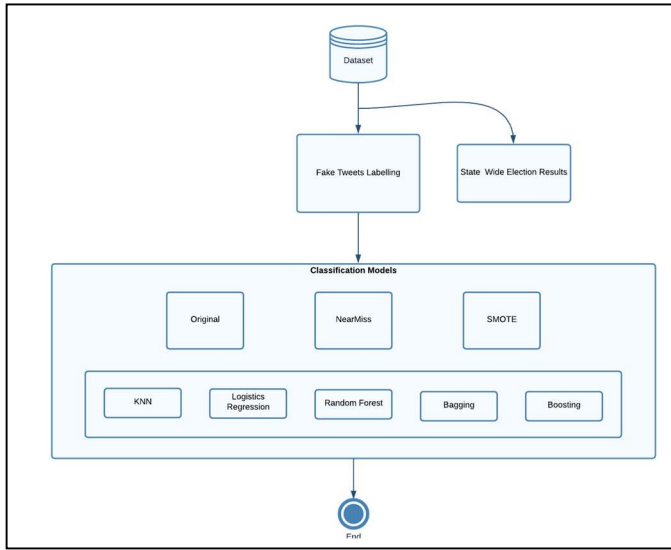 Dataset
Fake Tweets Labelling
State Wide Election Results
Classification Models
Original
NearMiss
SMOTE
KNN
Logistics
Regression
Random Forest
Bagging
Boosting
End